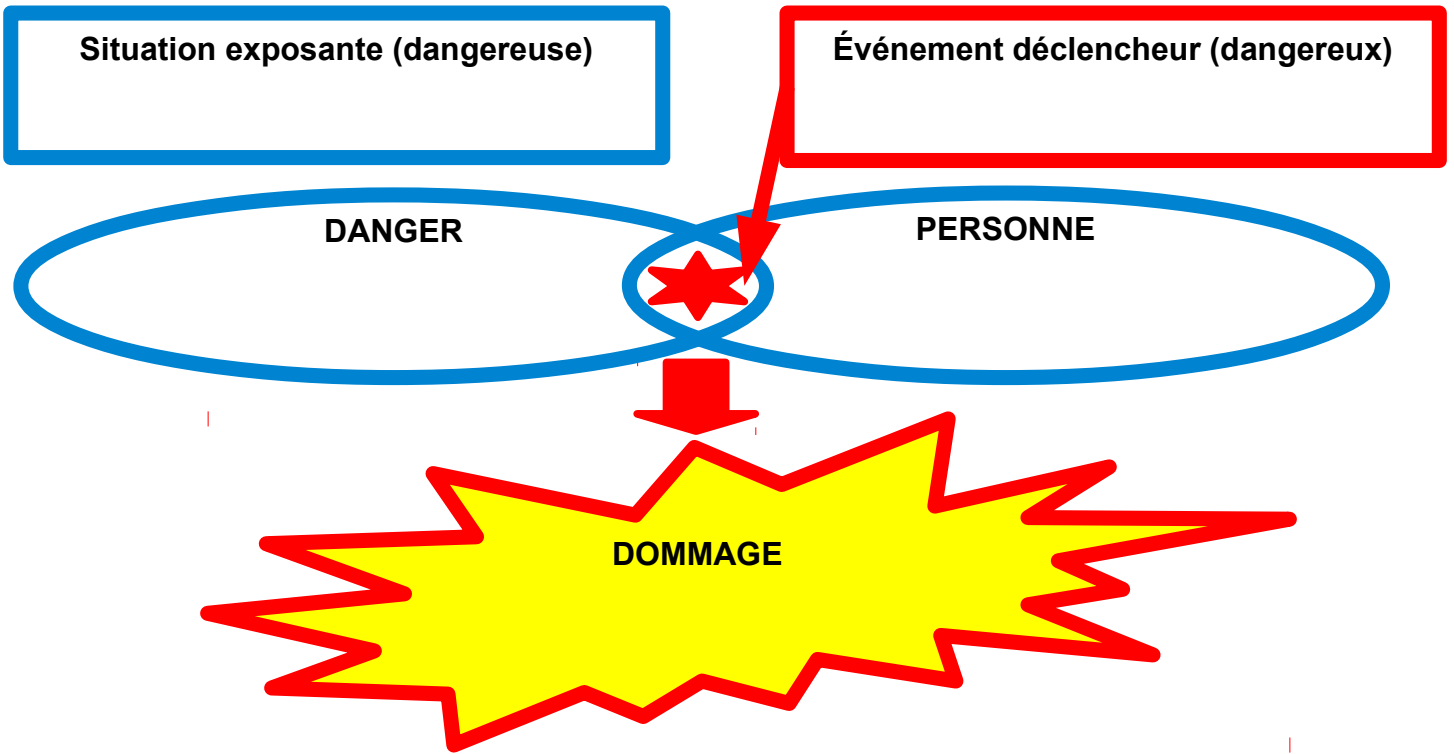 Situation exposante (dangereuse)
Événement déclencheur (dangereux)
DANGER
PERSONNE
DOMMAGE